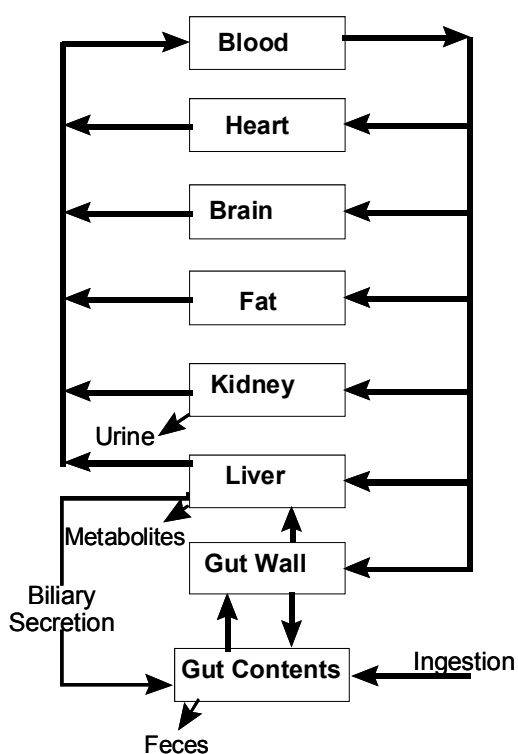 Blood
Heart
Brain
Fat
Kidney
Urine
Liver
Metabolites
Gut Wall
Biliary
Secretion
Gut Contents
Ingestion
Feces